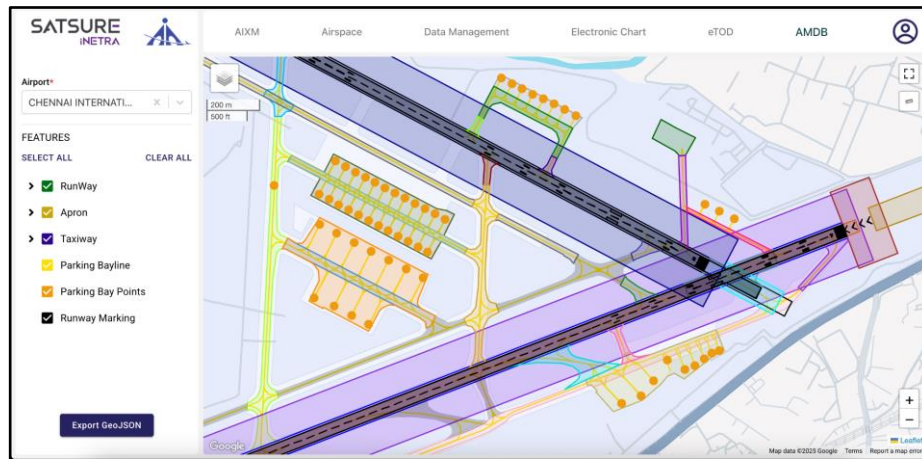 SATSURE
iNETRA
AIXM
Airspace
Data Management
Electronic Chart
eTOD
AMDB
Airport*
CHENNAI INTERNATI...
FEATURES
SELECT ALL
CLEAR ALL
RunWay
Apron
Taxiway
Parking Bayline
Parking Bay Points
Runway Marking
Export GeoJSON
200 m
500 ft
+
−
Google
Leaflet
Map data ©2025 Google
Terms
Report a map error